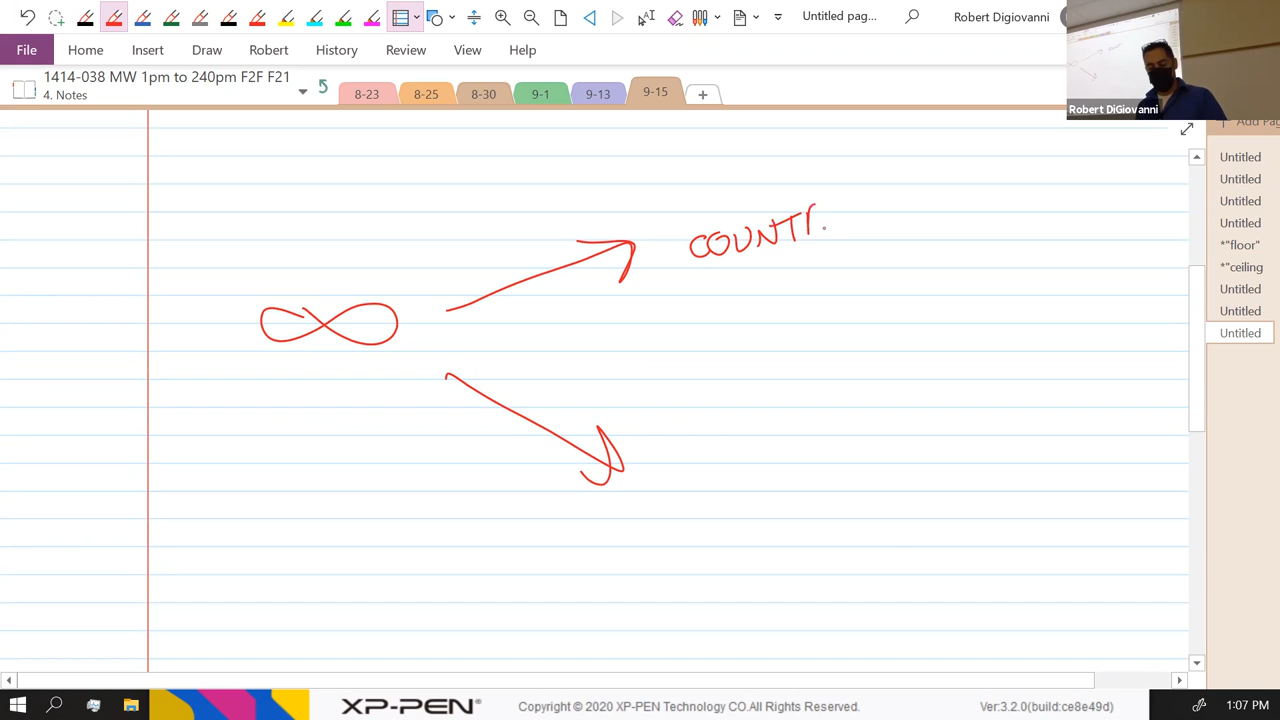 Untitled pag... Robert Digiovanni
File Home Insert Draw Robert History Review View Help
1414-038 MW 1pm to 240pm F2F F21
4. Notes
8-23 8-25 8-30 9-1 9-13 9-15
Robert DiGiovanni
Add Pag
Untitled
Untitled
Untitled
Untitled
*"floor"
*"ceiling
Untitled
Untitled
Untitled
∞
COUNT
XP-PEN Copyright © 2020 XP-PEN Technology CO.All Rights Reserved. Ver:3.2.0(build:ce8e49d)
1:07 PM